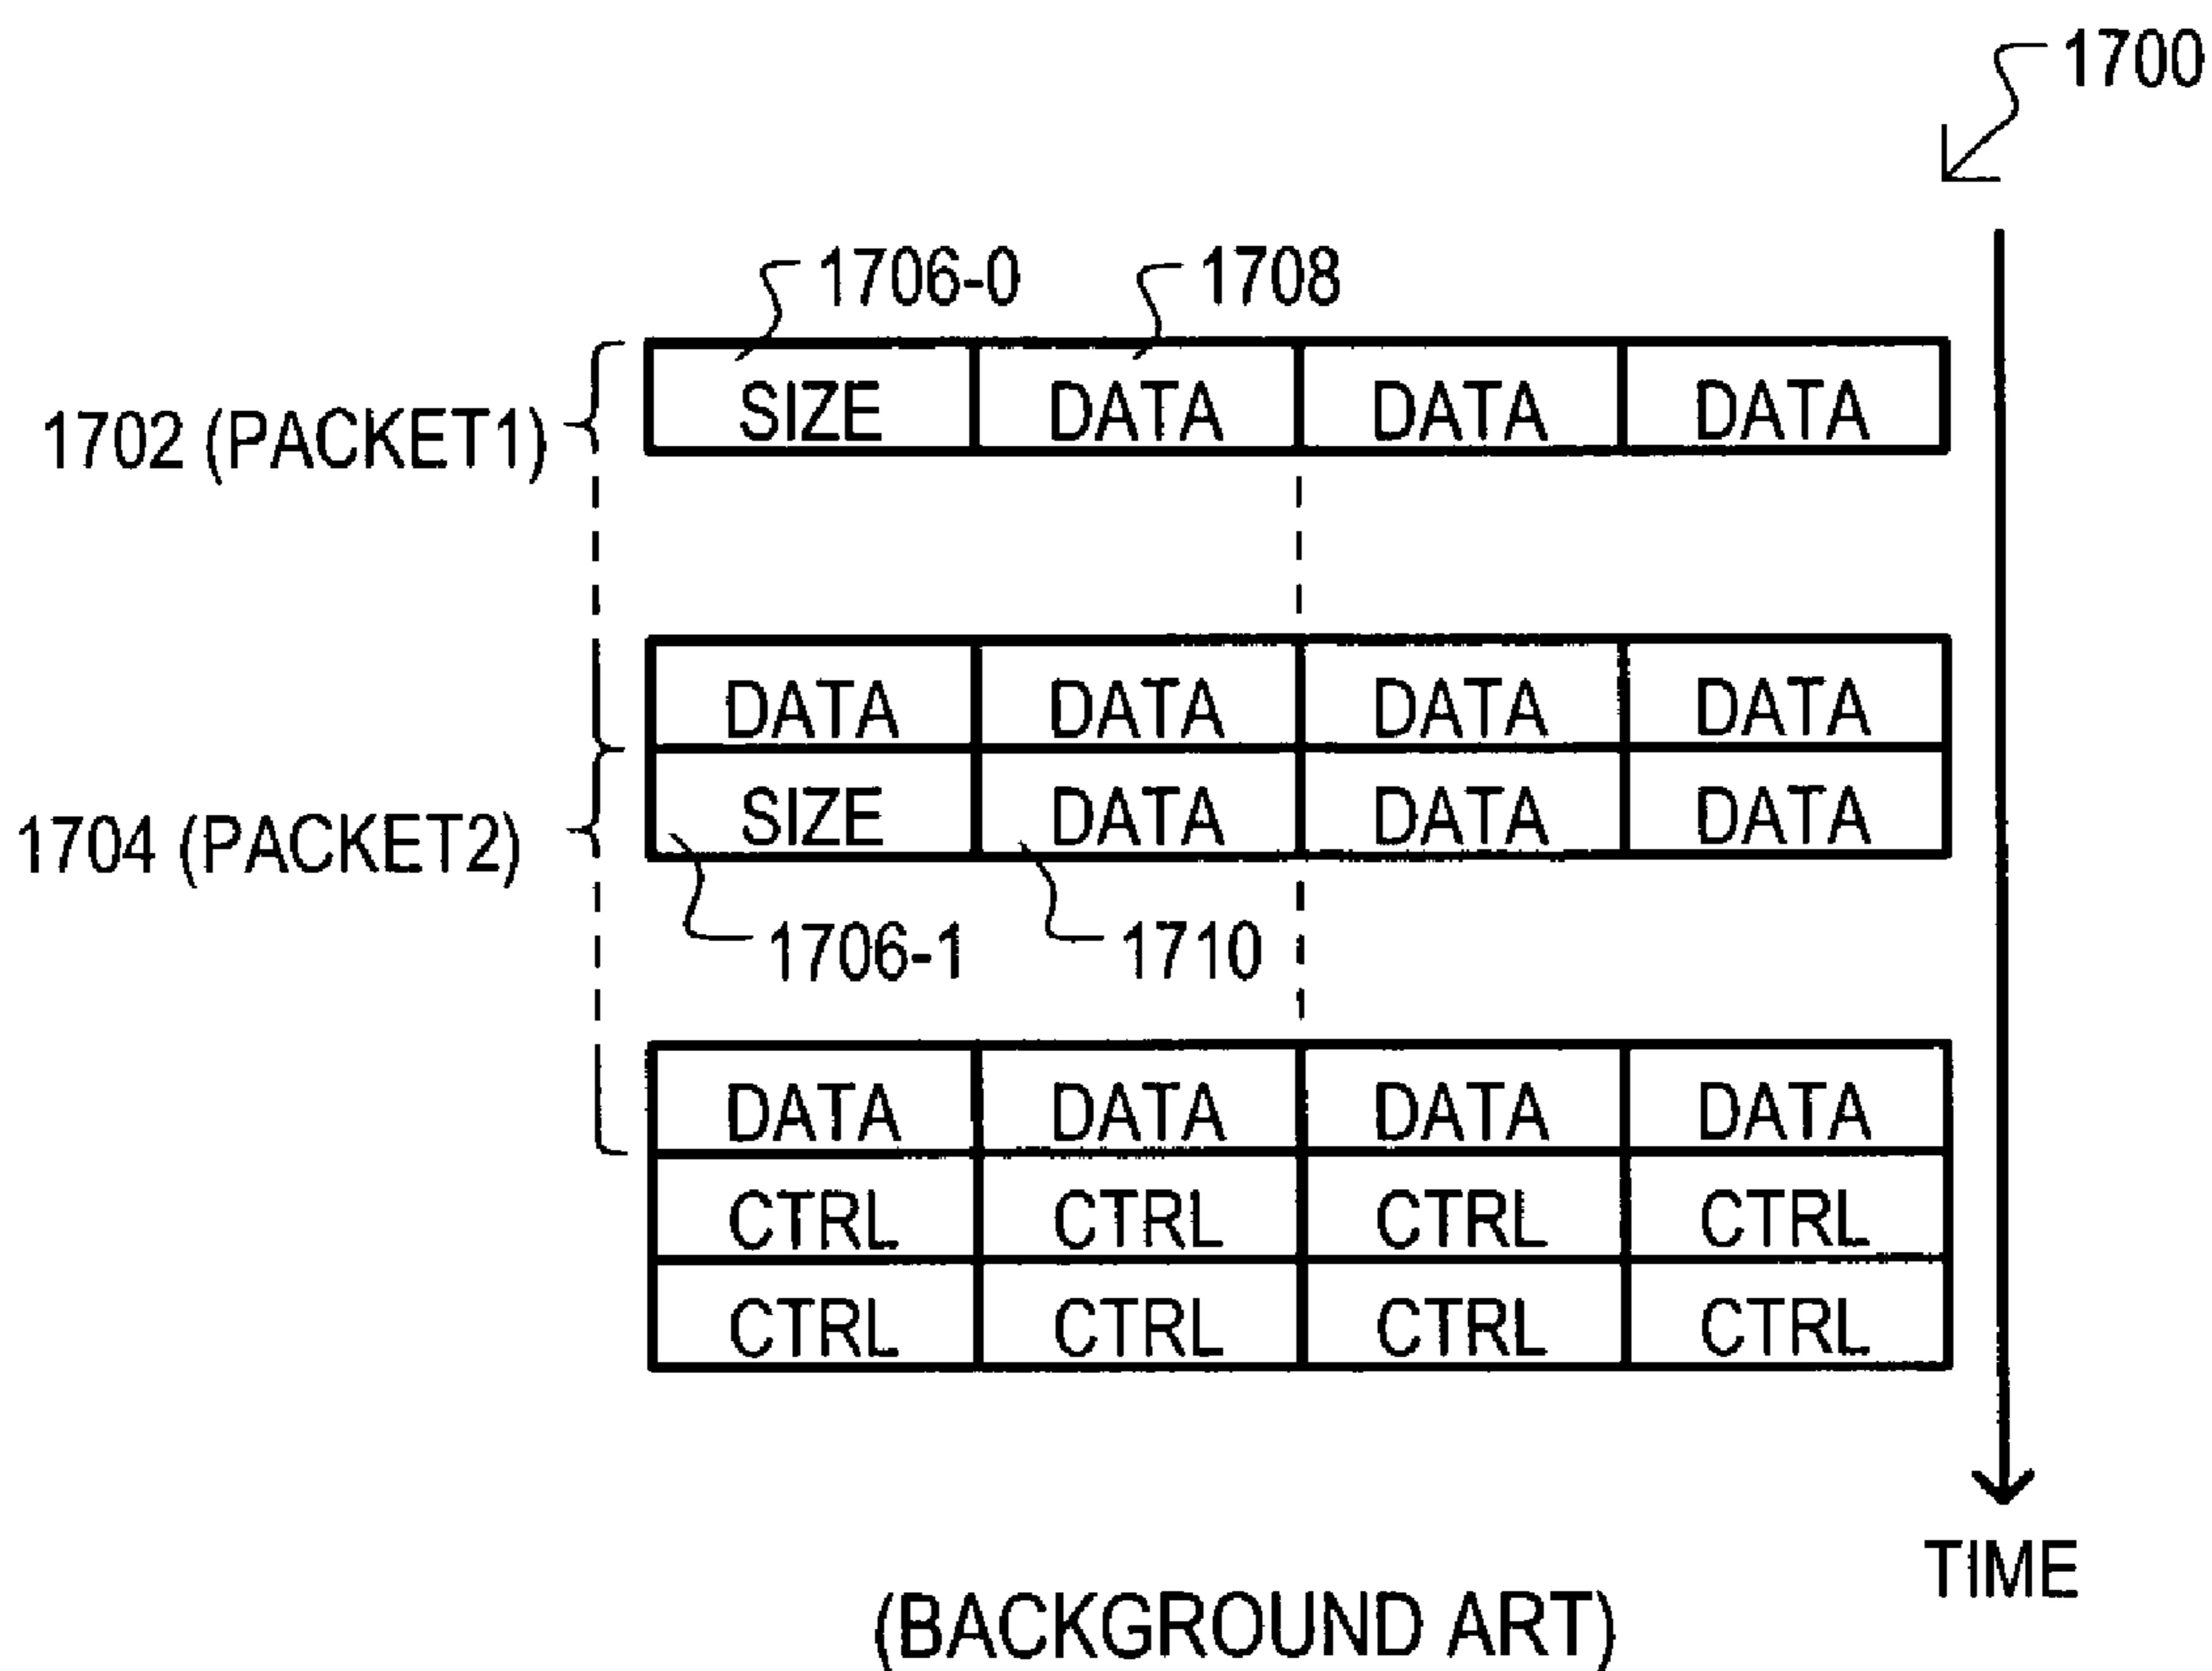 1700
1706-0 1708
1702 (PACKET1) SIZE DATA DATA DATA
DATA DATA DATA DATA
1704 (PACKET2) SIZE DATA DATA DATA
1706-1 1710
DATA DATA DATA DATA
CTRL CTRL CTRL CTRL
CTRL CTRL CTRL CTRL
TIME
(BACKGROUND ART)